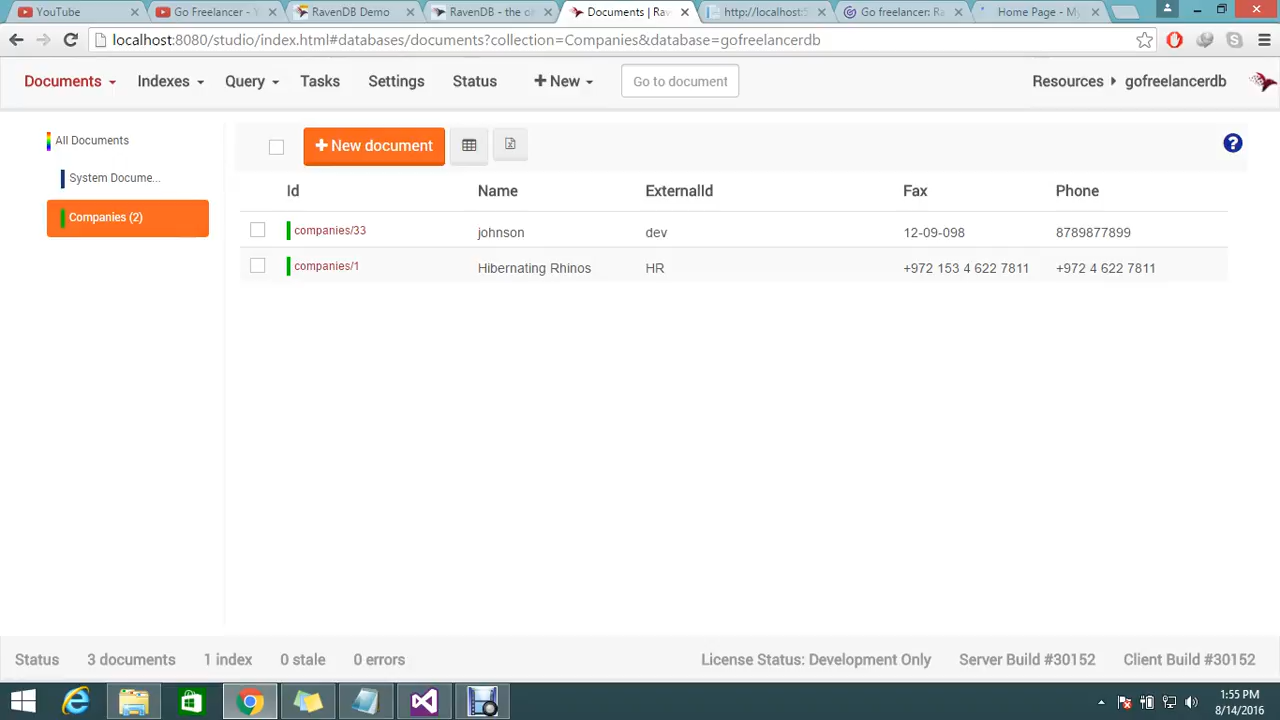 YouTube
Go Freelancer - Y
RavenDB Demo
RavenDB - the o
Documents | Rav
http://localhost:5
Go freelancer: Ra
Home Page - My
localhost:8080/studio/index.html#databases/documents?collection=Companies&database=gofreelancerdb
Documents Indexes Query Tasks Settings Status + New Go to document Resources gofreelancerdb
All Documents
System Docume...
Companies (2)
+ New document
?
Id Name ExternalId Fax Phone
companies/33 johnson dev 12-09-098 8789877899
companies/1 Hibernating Rhinos HR +972 153 4 622 7811 +972 4 622 7811
Status 3 documents 1 index 0 stale 0 errors License Status: Development Only Server Build #30152 Client Build #30152
1:55 PM
8/14/2016